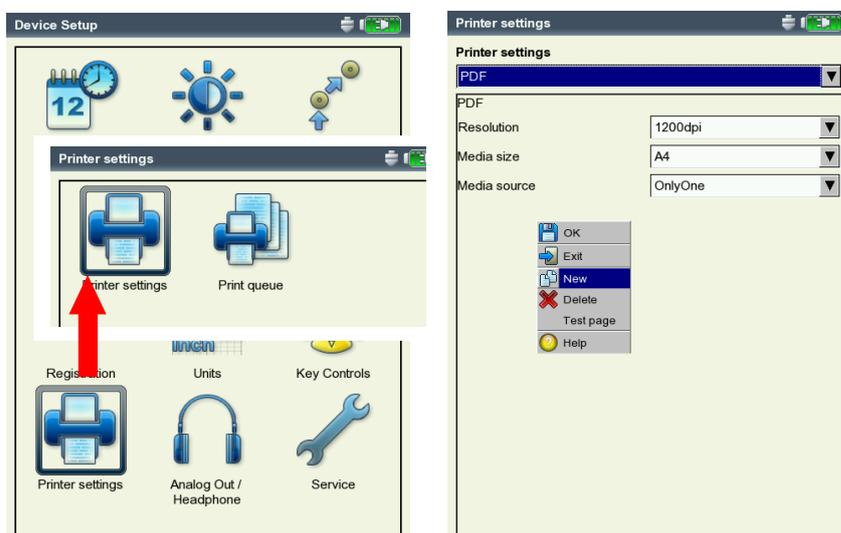 Device Setup
12
Printer settings
Printer settings
Print queue
inch
Registration
Units
Key Controls
Printer settings
Analog Out /
Headphone
Service
Printer settings
Printer settings
PDF
PDF
Resolution
1200dpi
Media size
A4
Media source
OnlyOne
OK
Exit
New
Delete
Test page
Help